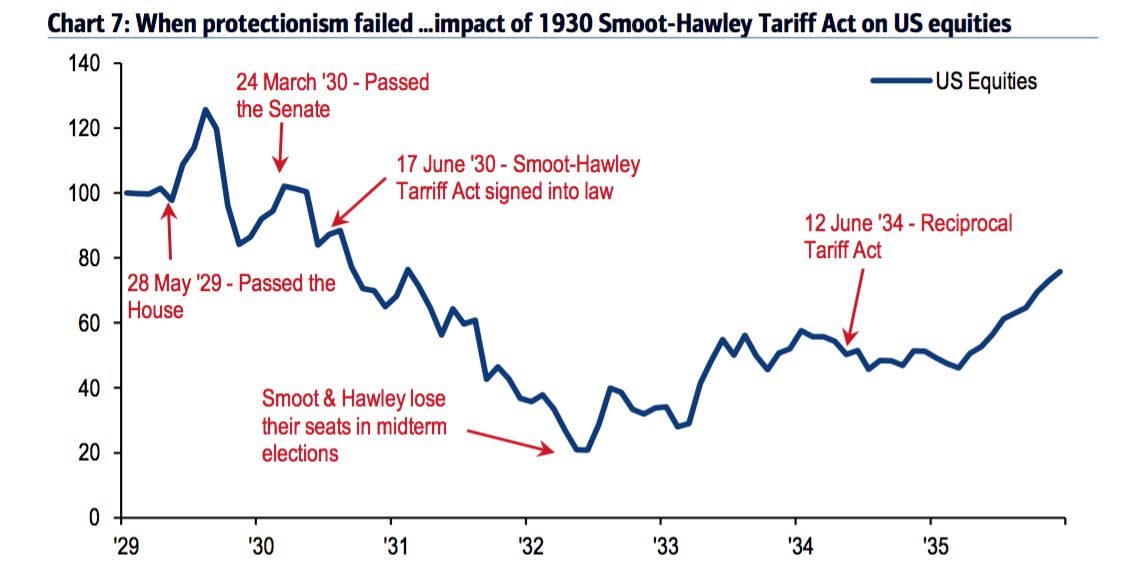 Chart 7: When protectionism failed ...impact of 1930 Smoot-Hawley Tariff Act on US equities
140
120
100
80
60
40
20
0
US Equities
24 March '30 - Passed
the Senate
17 June '30 - Smoot-Hawley
Tarriff Act signed into law
28 May '29 - Passed the
House
12 June '34 - Reciprocal
Tariff Act
Smoot & Hawley lose
their seats in midterm
elections
'29 '30 '31 '32 '33 '34 '35